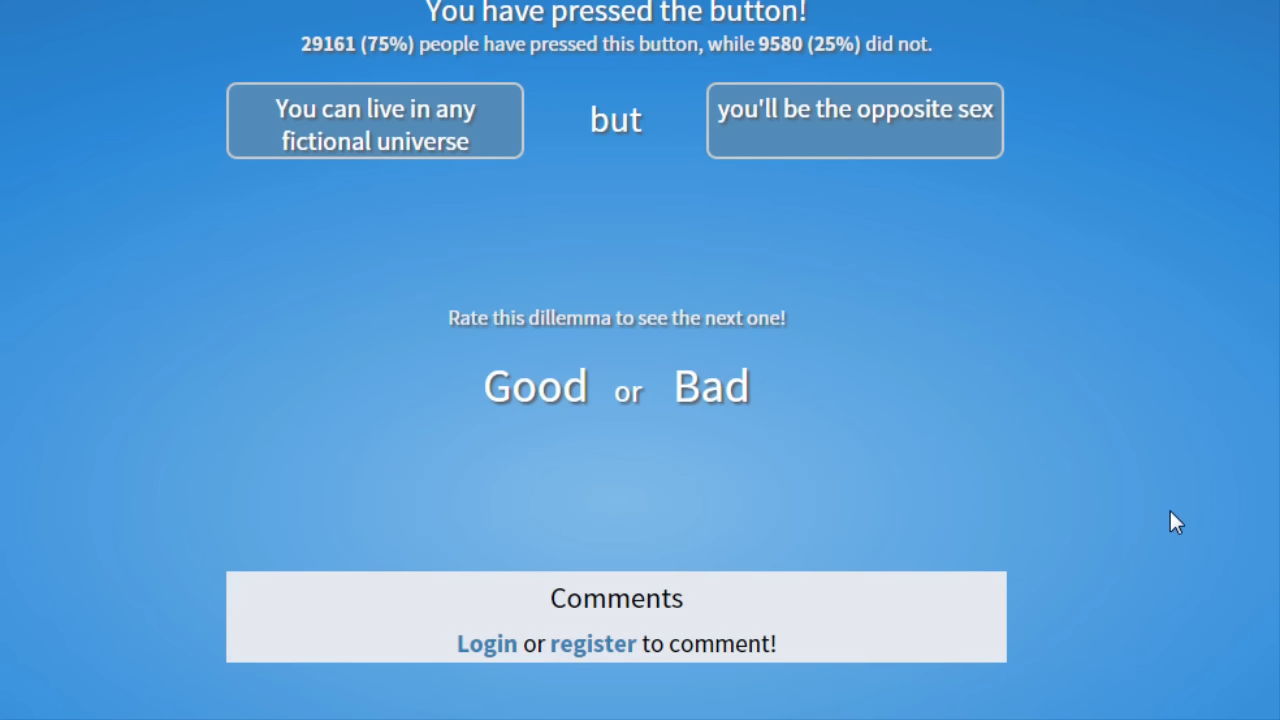 You have pressed the button!
29161 (75%) people have pressed this button, while 9580 (25%) did not.
You can live in any
fictional universe
but
you'll be the opposite sex
Rate this dillemma to see the next one!
Good or Bad
Comments
Login or register to comment!